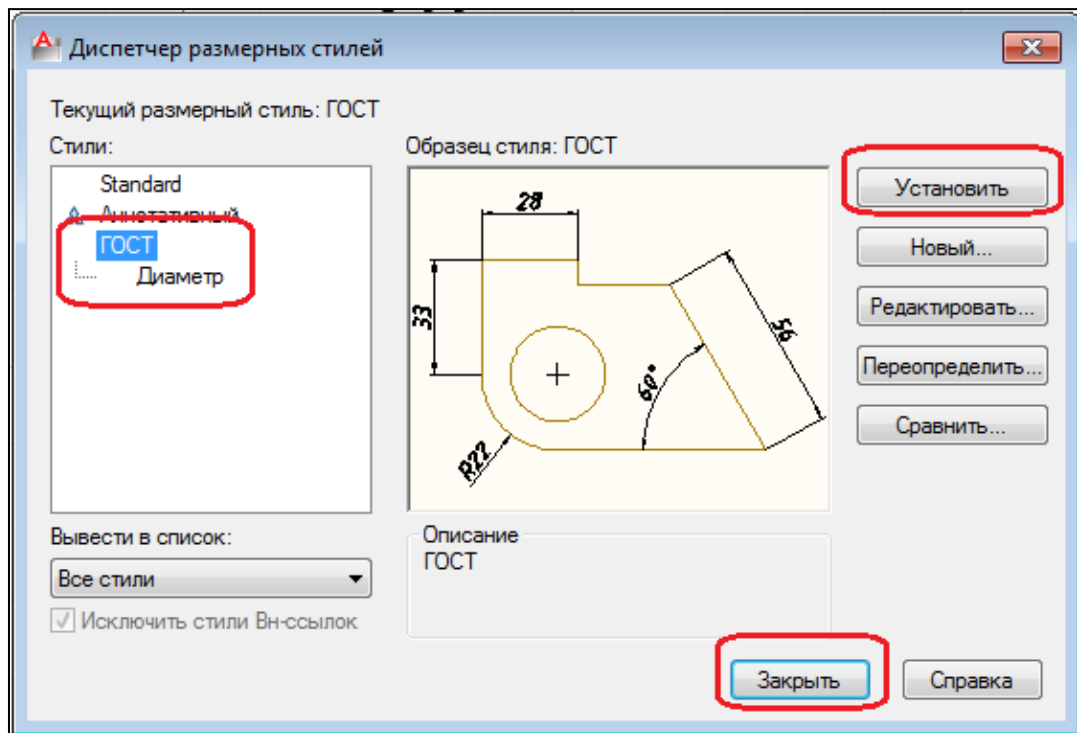 Диспетчер размерных стилей
Текущий размерный стиль: ГОСТ
Стили:
Standard
Аннотативный
ГОСТ
Диаметр
Вывести в список:
Все стили
Исключить стили Вн-ссылок
Образец стиля: ГОСТ
28
33
56
60°
R22
Описание
ГОСТ
Установить
Новый...
Редактировать...
Переопределить...
Сравнить...
Закрыть
Справка